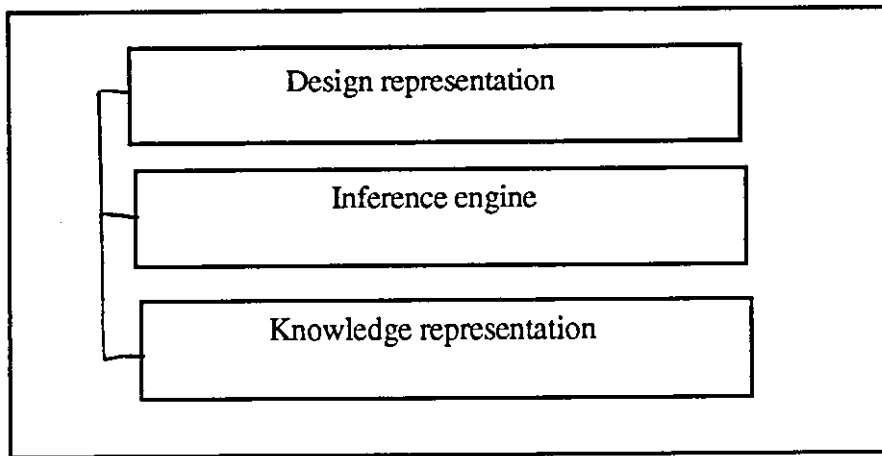 Design representation
Inference engine
Knowledge representation